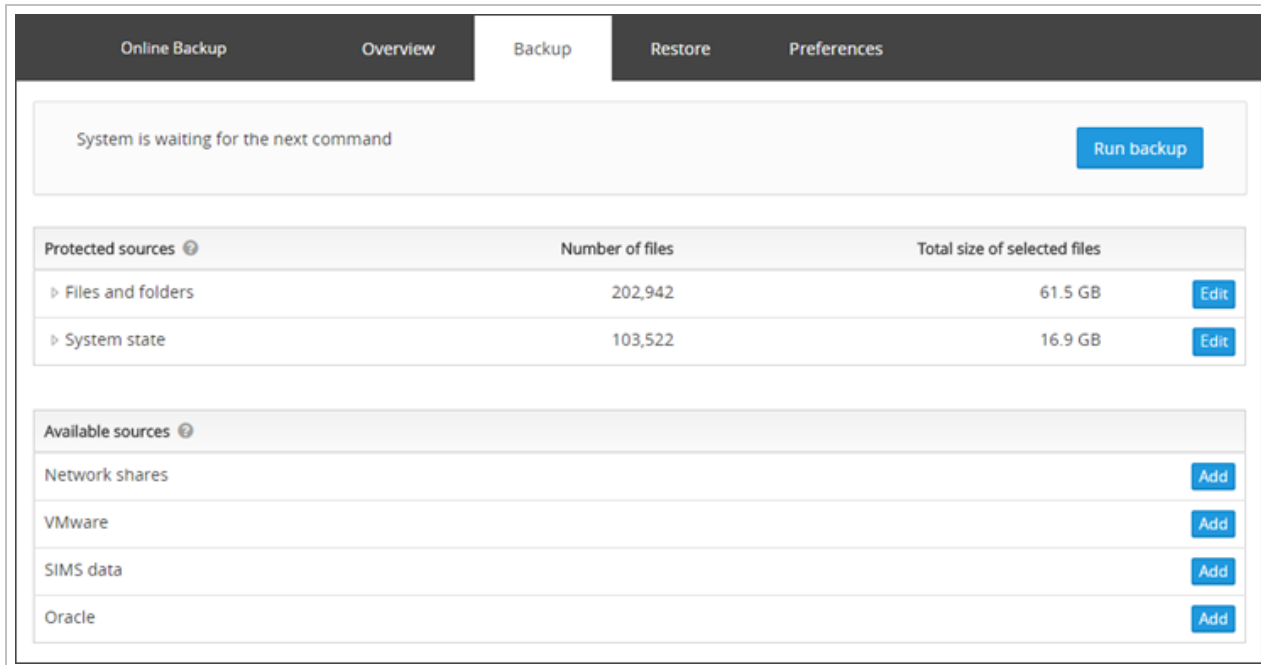 Online Backup Overview Backup Restore Preferences
System is waiting for the next command Run backup
Protected sources ? Number of files Total size of selected files
Files and folders 202,942 61.5 GB Edit
System state 103,522 16.9 GB Edit
Available sources ?
Network shares Add
VMware Add
SIMS data Add
Oracle Add